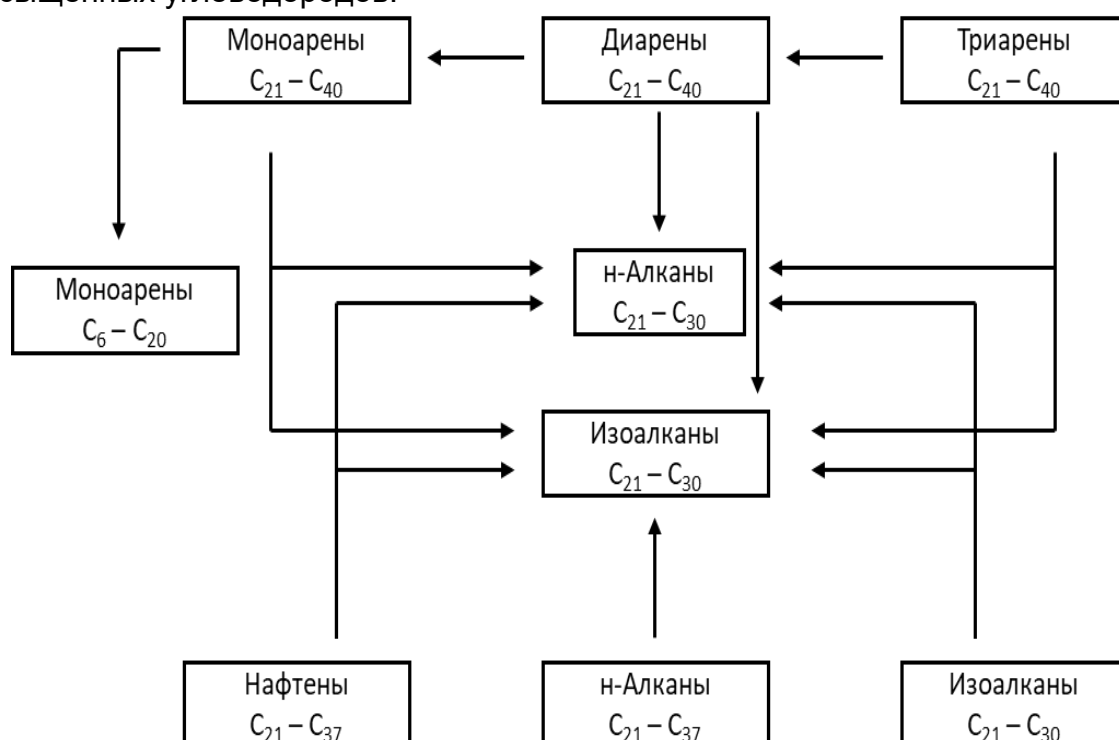 углеводородов.
Моноарены
C₂₁ – C₄₀
Диарены
C₂₁ – C₄₀
Триарены
C₂₁ – C₄₀
Моноарены
C₆ – C₂₀
н-Алканы
C₂₁ – C₃₀
Изоалканы
C₂₁ – C₃₀
Нафтены
C₂₁ – C₃₇
н-Алканы
C₂₁ – C₃₇
Изоалканы
C₂₁ – C₃₀